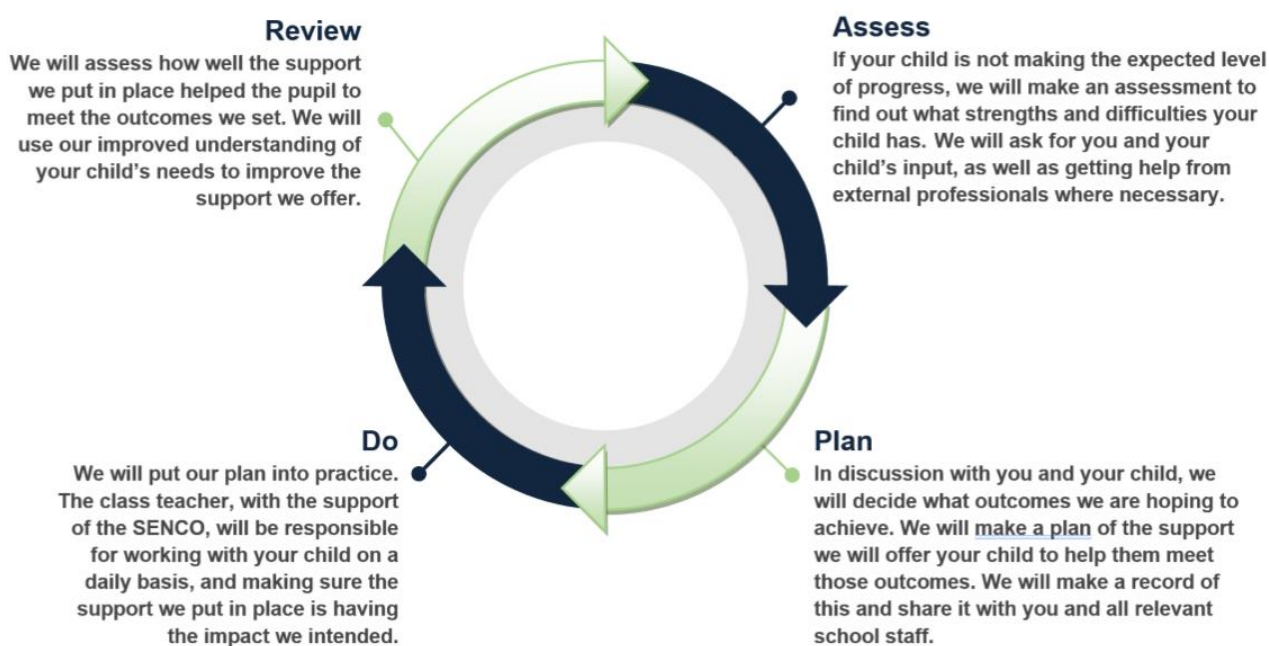 Review
We will assess how well the support
we put in place helped the pupil to
meet the outcomes we set. We will
use our improved understanding of
your child’s needs to improve the
support we offer.
Assess
If your child is not making the expected level
of progress, we will make an assessment to
find out what strengths and difficulties your
child has. We will ask for you and your
child’s input, as well as getting help from
external professionals where necessary.
Do
We will put our plan into practice.
The class teacher, with the support
of the SENCO, will be responsible
for working with your child on a
daily basis, and making sure the
support we put in place is having
the impact we intended.
Plan
In discussion with you and your child, we
will decide what outcomes we are hoping to
achieve. We will make a plan of the support
we will offer your child to help them meet
those outcomes. We will make a record of
this and share it with you and all relevant
school staff.